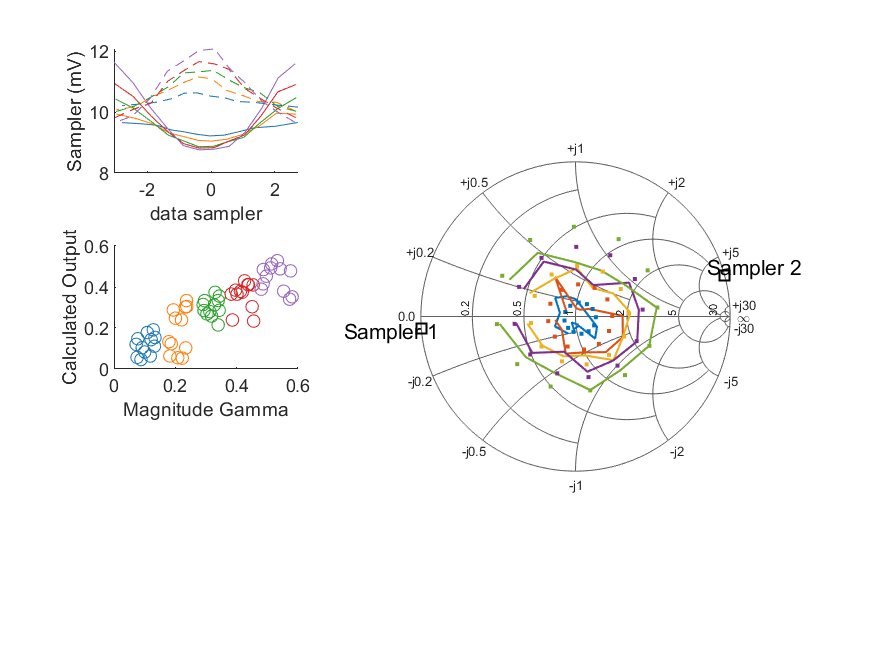 12
10
8
Sampler (mV)
-2
0
2
data sampler
0.6
0.4
0.2
0
Calculated Output
0
0.2
0.4
0.6
Magnitude Gamma
+j1
+j0.5
+j2
+j0.2
+j5
Sampler 2
+j30
0.0
0.2
0.5
1
2
5
30
∞
-j30
Sampler 1
-j0.2
-j5
-j0.5
-j2
-j1